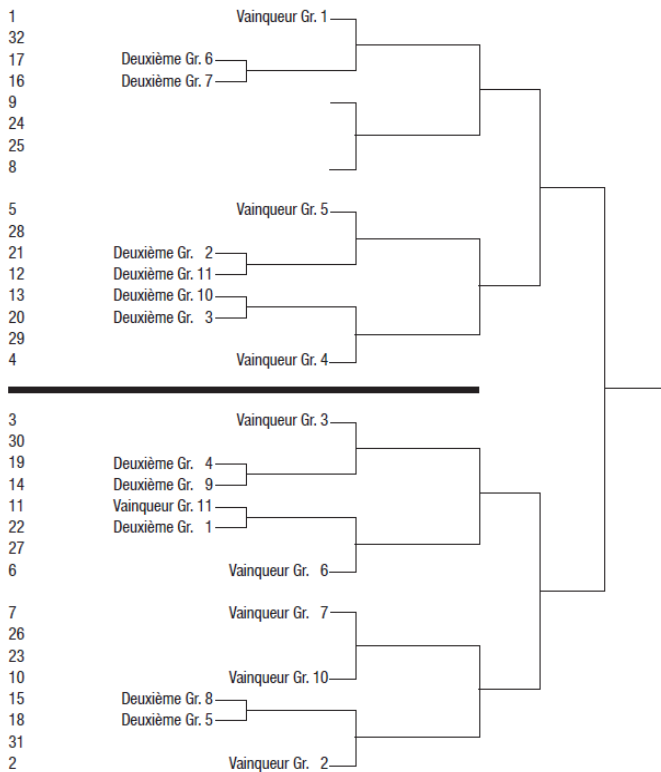 1 Vainqueur Gr. 1
32
17 Deuxième Gr. 6
16 Deuxième Gr. 7
9
24
25
8
5 Vainqueur Gr. 5
28
21 Deuxième Gr. 2
12 Deuxième Gr. 11
13 Deuxième Gr. 10
20 Deuxième Gr. 3
29
4 Vainqueur Gr. 4
3 Vainqueur Gr. 3
30
19 Deuxième Gr. 4
14 Deuxième Gr. 9
11 Vainqueur Gr. 11
22 Deuxième Gr. 1
27
6 Vainqueur Gr. 6
7 Vainqueur Gr. 7
26
23
10 Vainqueur Gr. 10
15 Deuxième Gr. 8
18 Deuxième Gr. 5
31
2 Vainqueur Gr. 2